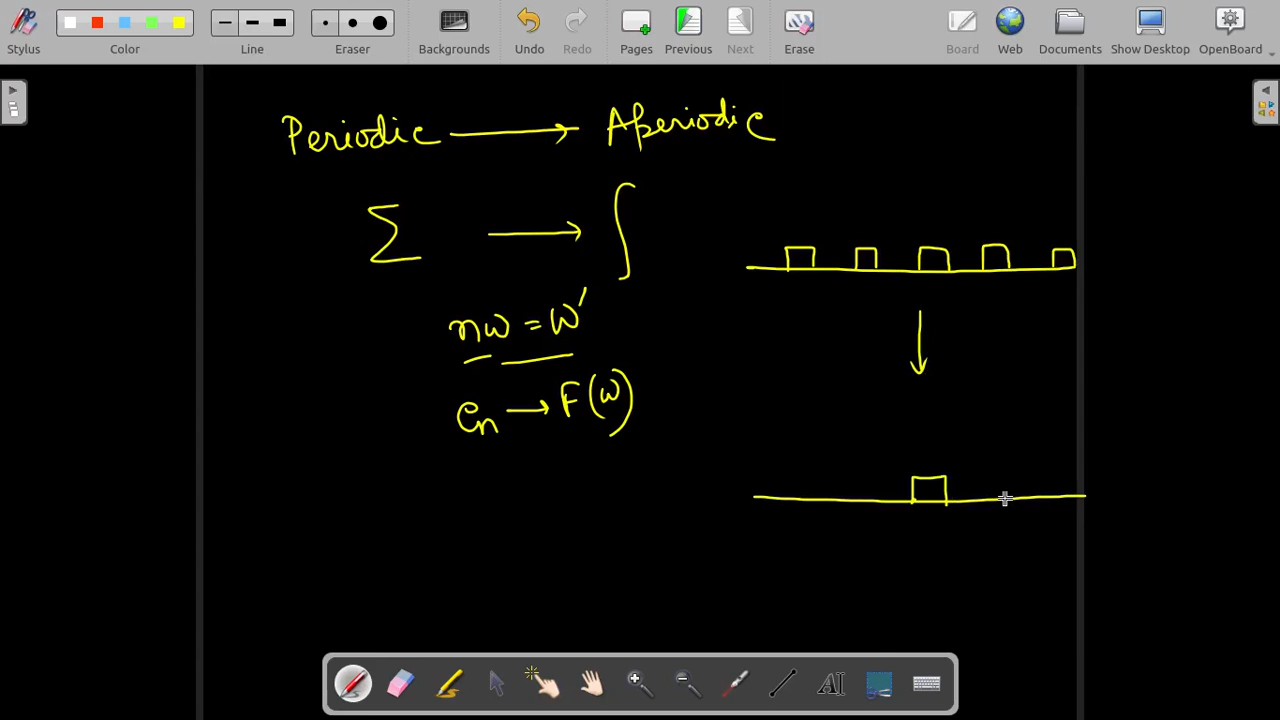 Stylus Color Line Eraser Backgrounds Undo Redo Pages Previous Next Erase Board Web Documents Show Desktop OpenBoard
Periodic → Aperiodic
Σ → ∫
nω = ω'
Cn → F(ω)